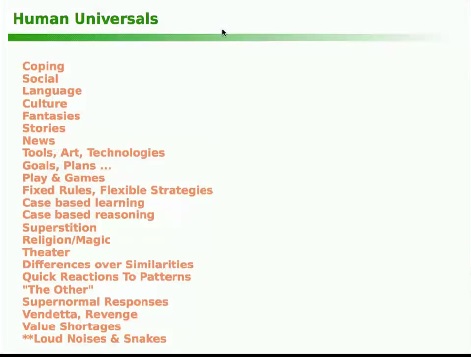 Human Universals
Coping
Social
Language
Culture
Fantasies
Stories
News
Tools, Art, Technologies
Goals, Plans ...
Play & Games
Fixed Rules, Flexible Strategies
Case based learning
Case based reasoning
Superstition
Religion/Magic
Theater
Differences over Similarities
Quick Reactions To Patterns
"The Other"
Supernormal Responses
Vendetta, Revenge
Value Shortages
**Loud Noises & Snakes